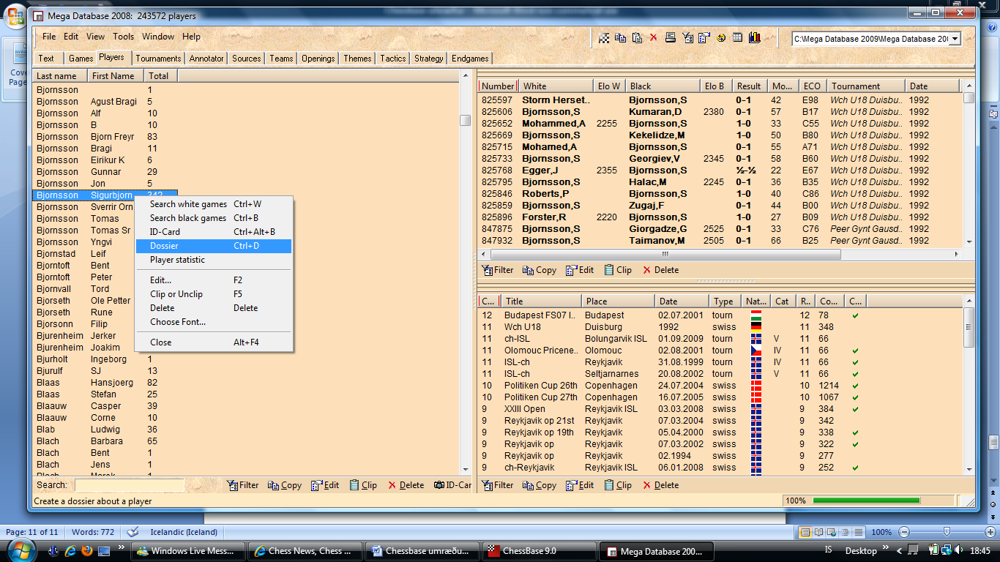 Mega Database 2008: 243572 players
File Edit View Tools Window Help
C:\Mega Database 2009\Mega Database 20
Text Games Players Tournaments Annotator Sources Teams Openings Themes Tactics Strategy Endgames
Cove
Page
Last name First Name Total
Bjornsson 1
Bjornsson Agust Bragi 5
Bjornsson Alf 10
Bjornsson B 10
Bjornsson Bjorn Freyr 83
Bjornsson Bragi 11
Bjornsson Eirikur K 6
Bjornsson Gunnar 29
Bjornsson Jon 5
Bjornsson Sigurbjorn 342
Bjornsson Sverrir Orn
Bjornsson Tomas
Bjornsson Tomas Sr
Bjornsson Yngvi
Bjornstad Leif
Bjorntoft Bent
Bjorntoft Peter
Bjornvall Tord
Bjorseth Ole Petter
Bjorseth Rune
Bjorsonn Filip
Bjurenheim Jerker
Bjurenheim Joakim
Bjurholt Ingeborg 1
Bjurulf SJ 13
Blaas Hansjoerg 82
Blaas Stefan 25
Blaauw Casper 39
Blaauw Corne 10
Blab Ludwig 36
Blach Barbara 65
Blach Bent 1
Blach Jens 1
Blach Marek 1
Search white games Ctrl+W
Search black games Ctrl+B
ID-Card Ctrl+Alt+B
Dossier Ctrl+D
Player statistic
Edit... F2
Clip or Unclip F5
Delete Delete
Choose Font...
Close Alt+F4
Number White Elo W Black Elo B Result Mo... ECO Tournament Date
825597 Storm Herset.. Bjornsson,S 0-1 42 E98 Wch U18 Duisbu.. 1992
825606 Bjornsson,S Kumaran,D 2380 0-1 57 B17 Wch U18 Duisbu.. 1992
825652 Mohammed,A 2255 Bjornsson,S 1-0 33 C55 Wch U18 Duisbu.. 1992
825669 Bjornsson,S Kekelidze,M 1-0 50 B80 Wch U18 Duisbu.. 1992
825715 Mohamed,A Bjornsson,S 0-1 55 A71 Wch U18 Duisbu.. 1992
825733 Bjornsson,S Georgiev,V 2345 0-1 58 B60 Wch U18 Duisbu.. 1992
825768 Egger,J 2355 Bjornsson,S ½-½ 22 E67 Wch U18 Duisbu.. 1992
825795 Bjornsson,S Halac,M 2245 0-1 36 B35 Wch U18 Duisbu.. 1992
825846 Roberts,P Bjornsson,S 1-0 40 C86 Wch U18 Duisbu.. 1992
825859 Bjornsson,S Zugaj,F 0-1 44 B00 Wch U18 Duisbu.. 1992
825896 Forster,R 2220 Bjornsson,S 1-0 27 B09 Wch U18 Duisbu.. 1992
847875 Bjornsson,S Giorgadze,G 2525 0-1 33 C76 Peer Gynt Gausd.. 1992
847932 Bjornsson,S Taimanov,M 2505 0-1 66 B25 Peer Gynt Gausd.. 1992
Filter Copy Edit Clip Delete
C... Title Place Date Type Nat... Cat R.. Co... C...
12 Budapest FS07 I.. Budapest 02.07.2001 tourn 12 78
11 Wch U18 Duisburg 1992 swiss 11 348
11 ch-ISL Bolungarvik ISL 01.09.2009 tourn V 11 66
11 Olomouc Pricene.. Olomouc 02.08.2001 tourn IV 11 66
11 ISL-ch Reykjavik 31.08.1999 tourn IV 11 66
11 ISL-ch Seltjarnarnes 20.08.2002 tourn V 11 66
10 Politiken Cup 26th Copenhagen 24.07.2004 swiss 10 1214
10 Politiken Cup 27th Copenhagen 16.07.2005 swiss 10 1067
9 XXIII Open Reykjavik ISL 03.03.2008 swiss 9 384
9 Reykjavik op 21st Reykjavik 07.03.2004 swiss 9 342
9 Reykjavik op 19th Reykjavik 05.04.2000 swiss 9 338
9 Reykjavik op Reykjavik 07.03.2002 swiss 9 322
9 Reykjavik op Reykjavik 02.1994 swiss 9 277
9 ch-Reykjavik Reykjavik ISL 06.01.2008 swiss 9 252
Search: Filter Copy Edit Clip Delete ID-Car
Filter Copy Edit Clip Delete
Create a dossier about a player 100%
Page: 11 of 11 Words: 772 Icelandic (Iceland) 100%
Windows Live Mess... Chess News, Chess ... Chessbase umræðu... ChessBase 9.0 Mega Database 200... IS Desktop 18:45